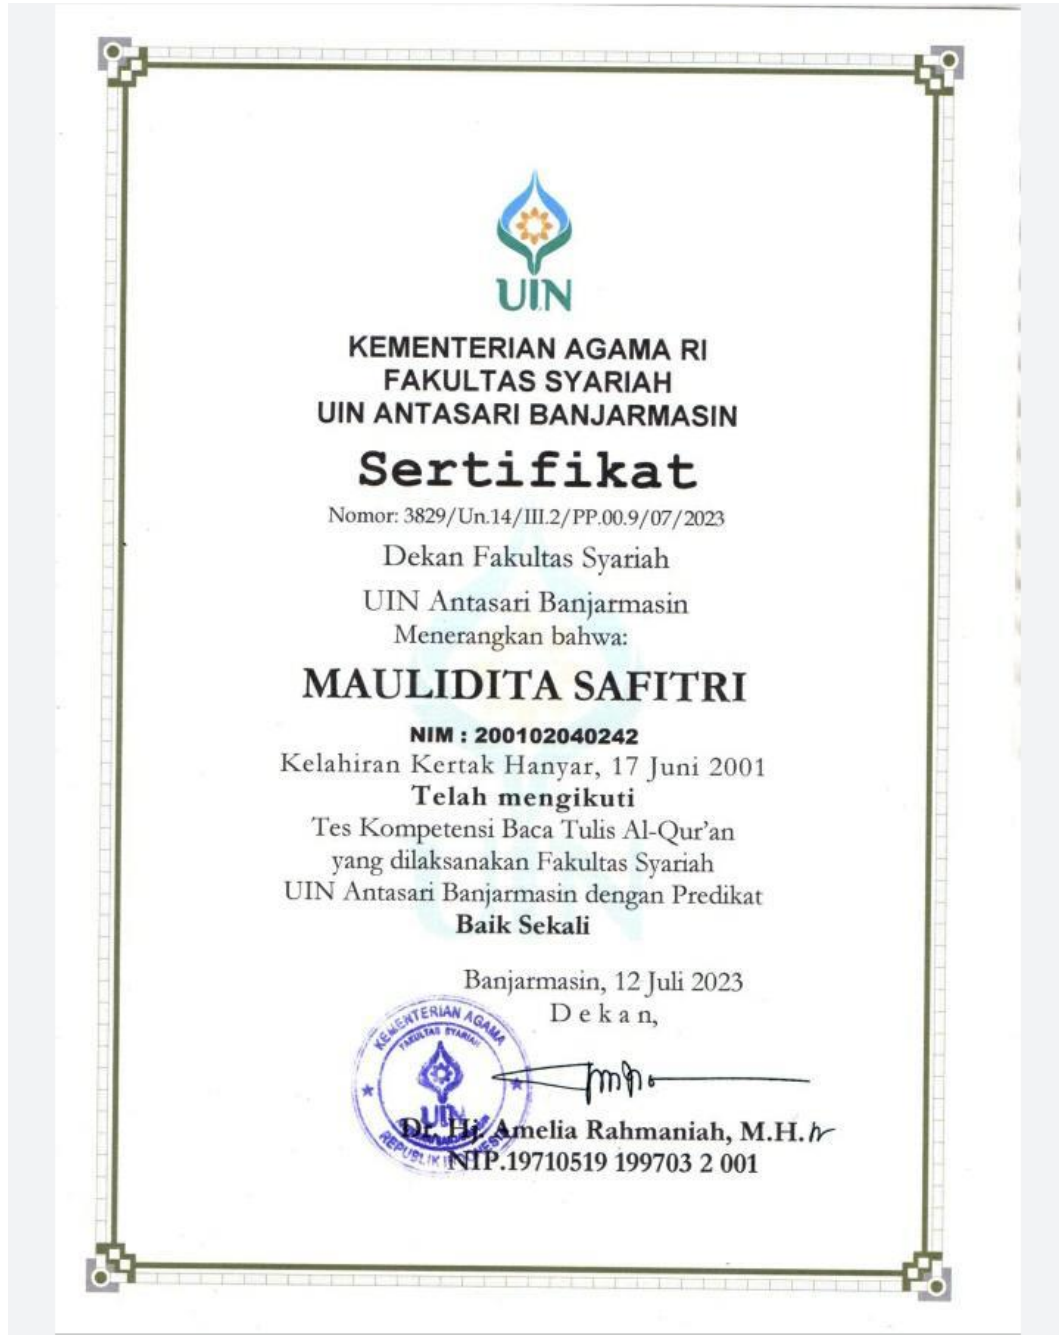 UIN
KEMENTERIAN AGAMA RI
FAKULTAS SYARIAH
UIN ANTASARI BANJARMASIN
Sertifikat
Nomor: 3829/Un.14/III.2/PP.00.9/07/2023
Dekan Fakultas Syariah
UIN Antasari Banjarmasin
Menerangkan bahwa:
MAULIDITA SAFITRI
NIM : 200102040242
Kelahiran Kertak Hanyar, 17 Juni 2001
Telah mengikuti
Tes Kompetensi Baca Tulis Al-Qur'an
yang dilaksanakan Fakultas Syariah
UIN Antasari Banjarmasin dengan Predikat
Baik Sekali
Banjarmasin, 12 Juli 2023
D e k a n,
KEMENTERIAN AGAMA
FAKULTAS SYARIAH
UIN
REPUBLIK INDONESIA
Dr. Hj. Amelia Rahmaniah, M.H.
NIP.19710519 199703 2 001